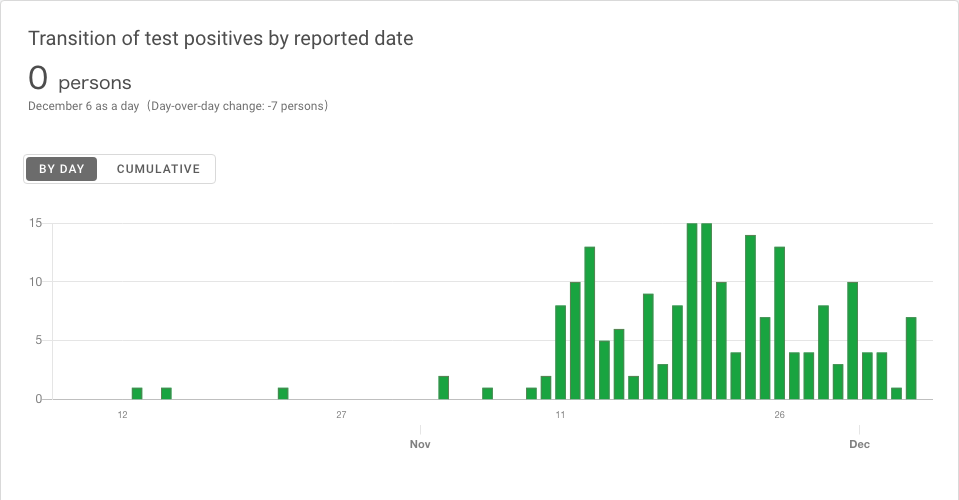 Transition of test positives by reported date
0 persons
December 6 as a day (Day-over-day change: -7 persons)
BY DAY CUMULATIVE
15
10
5
0
12 27 11 26
Nov Dec